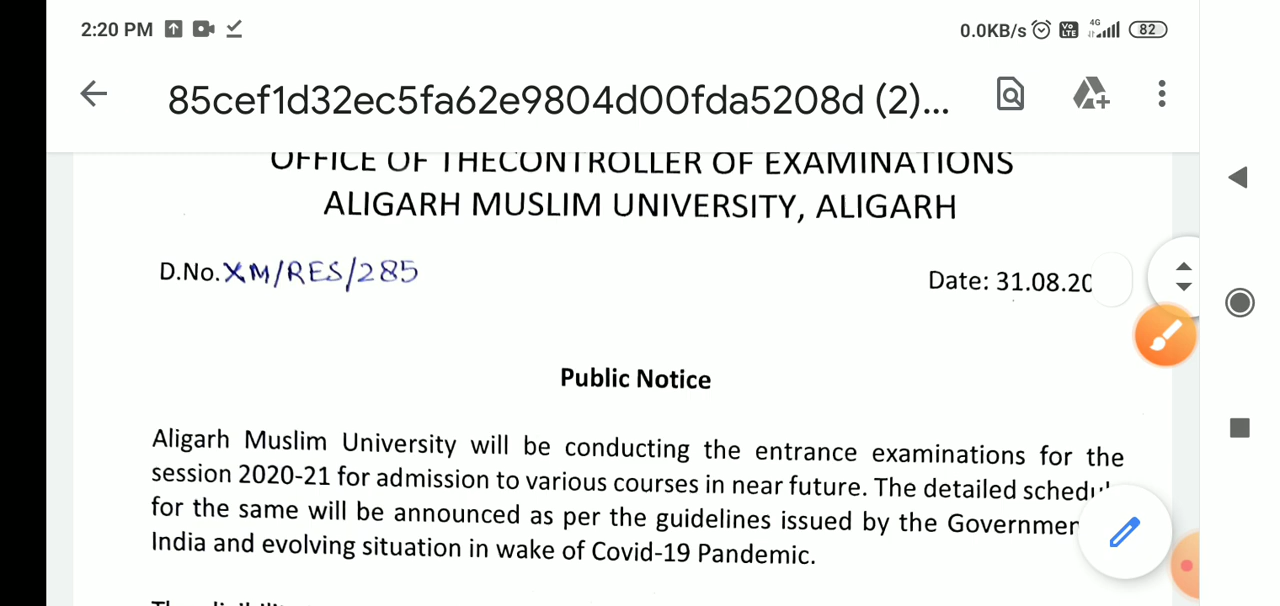 2:20 PM 0.0KB/s Vo LTE 4G 82
85cef1d32ec5fa62e9804d00fda5208d (2)...
OFFICE OF THECONTROLLER OF EXAMINATIONS
ALIGARH MUSLIM UNIVERSITY, ALIGARH
D.No. XM/RES/285 Date: 31.08.20
Public Notice
Aligarh Muslim University will be conducting the entrance examinations for the
session 2020-21 for admission to various courses in near future. The detailed
for the same will be announced as per the guidelines issued by the
India and evolving situation in wake of Covid-19 Pandemic.